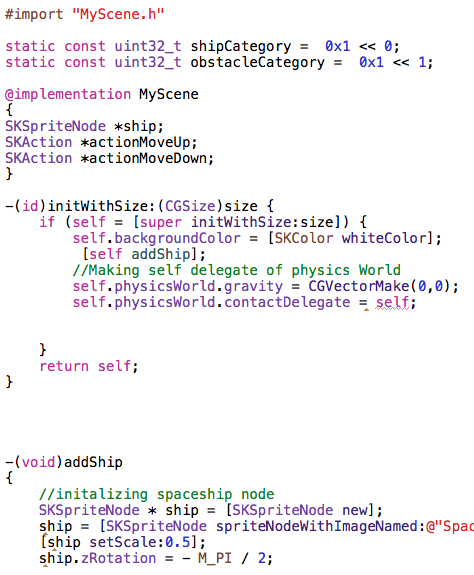 #import "MyScene.h"
static const uint32_t shipCategory =  0x1 << 0;
static const uint32_t obstacleCategory =  0x1 << 1;
@implementation MyScene
{
SKSpriteNode *ship;
SKAction *actionMoveUp;
SKAction *actionMoveDown;
}
-(id)initWithSize:(CGSize)size {
if (self = [super initWithSize:size]) {
self.backgroundColor = [SKColor whiteColor];
[self addShip];
//Making self delegate of physics World
self.physicsWorld.gravity = CGVectorMake(0,0);
self.physicsWorld.contactDelegate = self;
}
return self;
}
-(void)addShip
{
//initalizing spaceship node
SKSpriteNode * ship = [SKSpriteNode new];
ship = [SKSpriteNode spriteNodeWithImageNamed:@"Spac
[ship setScale:0.5];
ship.zRotation = - M_PI / 2;